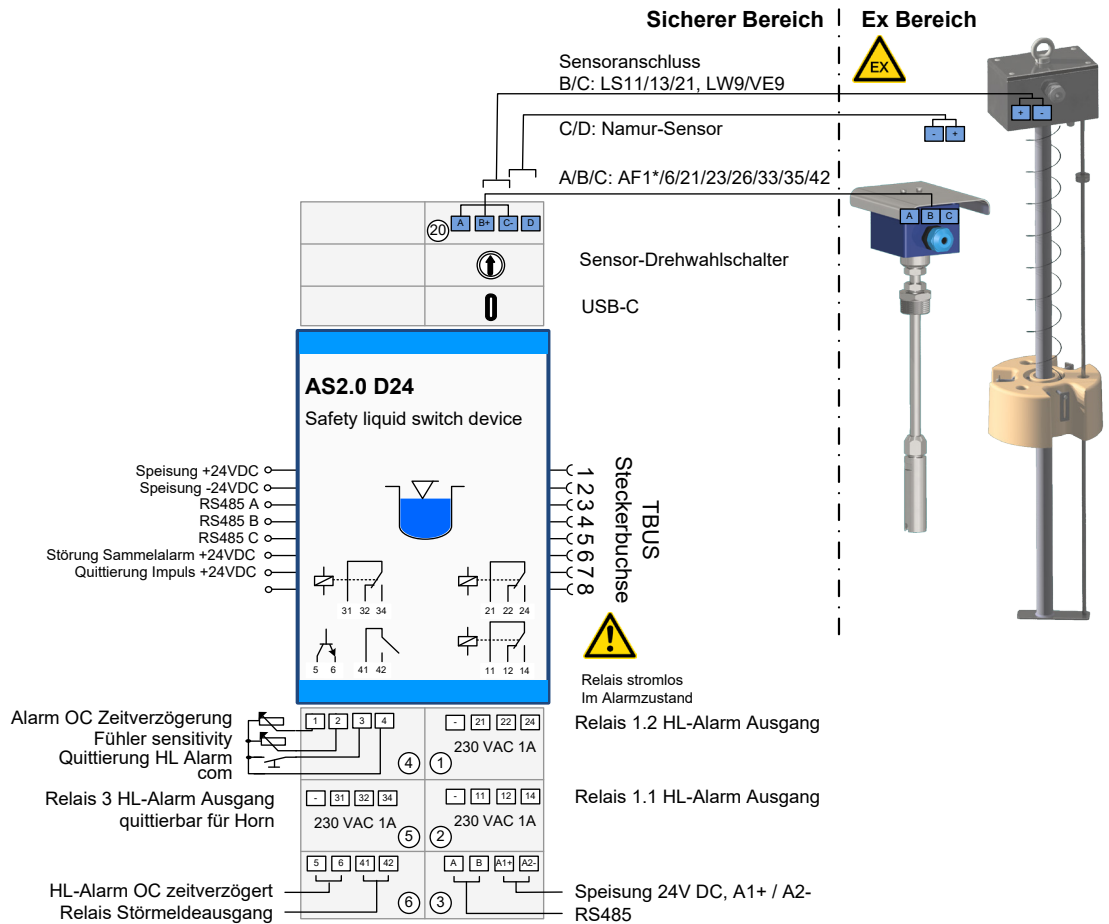 Sicherer Bereich
Ex Bereich
EX
Sensoranschluss
B/C: LS11/13/21, LW9/VE9
+ -
C/D: Namur-Sensor
- +
A/B/C: AF1*/6/21/23/26/33/35/42
A B C
20 A B+ C- D
Sensor-Drehwahlschalter
USB-C
AS2.0 D24
Safety liquid switch device
Speisung +24VDC
Speisung -24VDC
RS485 A
RS485 B
RS485 C
Störung Sammelalarm +24VDC
Quittierung Impuls +24VDC
1 2 3 4 5 6 7 8
Steckerbuchse
TBUS
31 32 34
21 22 24
5 6
41 42
11 12 14
Relais stromlos
Im Alarmzustand
Alarm OC Zeitverzögerung
Fühler sensitivity
Quittierung HL Alarm
com
1 2 3 4
4
- 21 22 24
230 VAC 1A
1
Relais 1.2 HL-Alarm Ausgang
Relais 3 HL-Alarm Ausgang
quittierbar für Horn
- 31 32 34
230 VAC 1A
5
- 11 12 14
230 VAC 1A
2
Relais 1.1 HL-Alarm Ausgang
5 6 41 42
6
A B A1+ A2-
3
HL-Alarm OC zeitverzögert
Relais Störmeldeausgang
Speisung 24V DC, A1+ / A2-
RS485